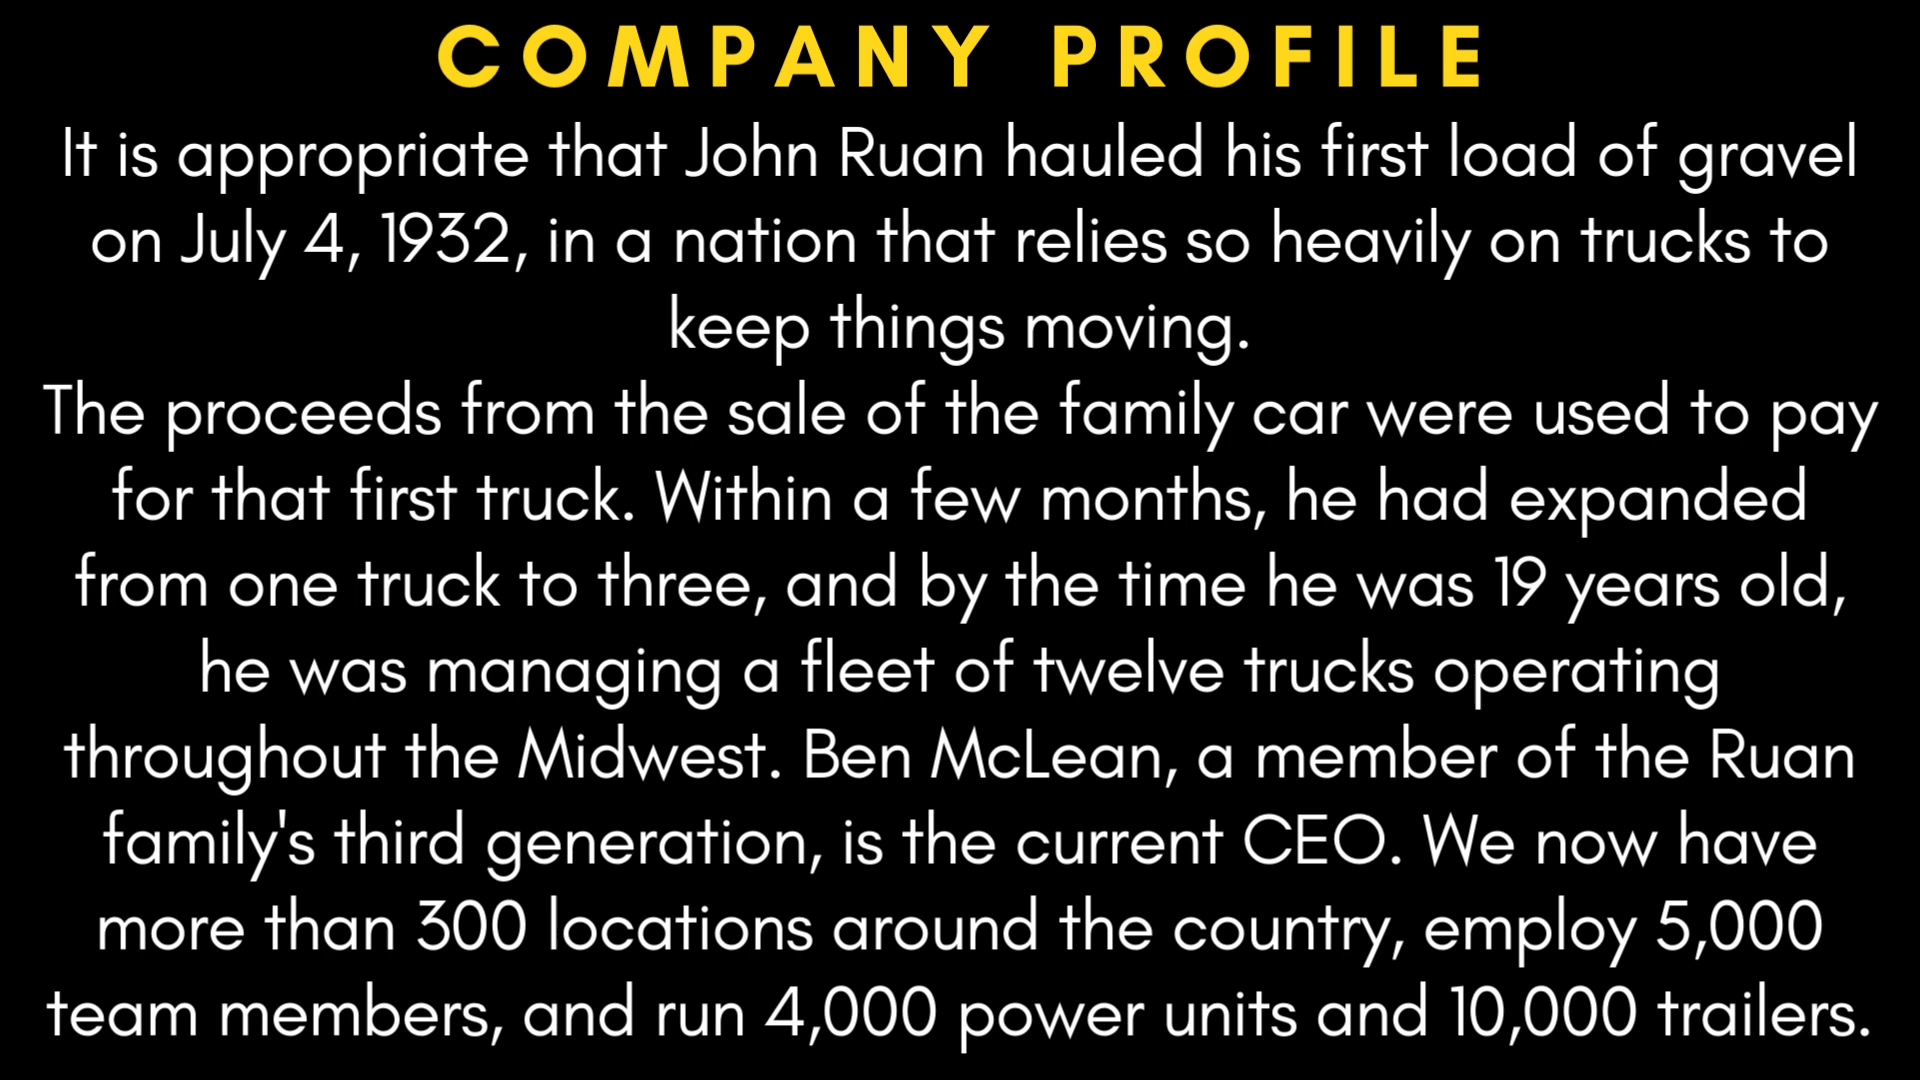 COMPANY PROFILE
It is appropriate that John Ruan hauled his first load of gravel
on July 4, 1932, in a nation that relies so heavily on trucks to
keep things moving.
The proceeds from the sale of the family car were used to pay
for that first truck. Within a few months, he had expanded
from one truck to three, and by the time he was 19 years old,
he was managing a fleet of twelve trucks operating
throughout the Midwest. Ben McLean, a member of the Ruan
family's third generation, is the current CEO. We now have
more than 300 locations around the country, employ 5,000
team members, and run 4,000 power units and 10,000 trailers.